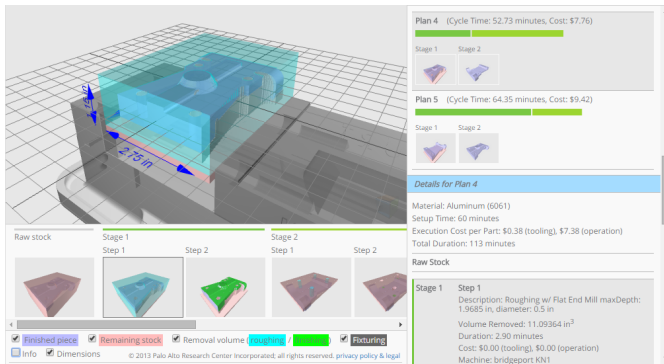 Plan 4 (Cycle Time: 52.73 minutes, Cost: $7.76)
Stage 1 Stage 2
Plan 5 (Cycle Time: 64.35 minutes, Cost: $9.42)
Stage 1 Stage 2
Details for Plan 4
Material: Aluminum (6061)
Setup Time: 60 minutes
Execution Cost per Part: $0.38 (tooling), $7.38 (operation)
Total Duration: 113 minutes
Raw Stock
Stage 1 Step 1
Description: Roughing w/ Flat End Mill maxDepth:
1.9685 in, diameter: 0.5 in
Volume Removed: 11.09364 in³
Duration: 2.90 minutes
Cost: $0.00 (tooling), $0.00 (operation)
Machine: bridgeport KN1
2.75 in
Raw stock Stage 1 Stage 2
Step 1 Step 2 Step 1 Step 2
Finished piece Remaining stock Removal volume (roughing / finishing) Fixturing
Info Dimensions © 2013 Palo Alto Research Center Incorporated; all rights reserved. privacy policy & legal